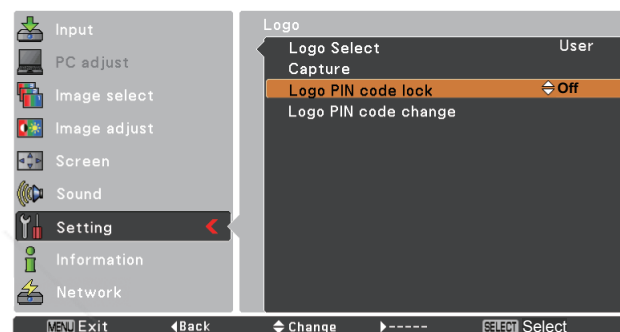 Input
PC adjust
Image select
Image adjust
Screen
Sound
Setting
Information
Network
Logo
Logo Select User
Capture
Logo PIN code lock Off
Logo PIN code change
MENU Exit Back Change ----- SELECT Select